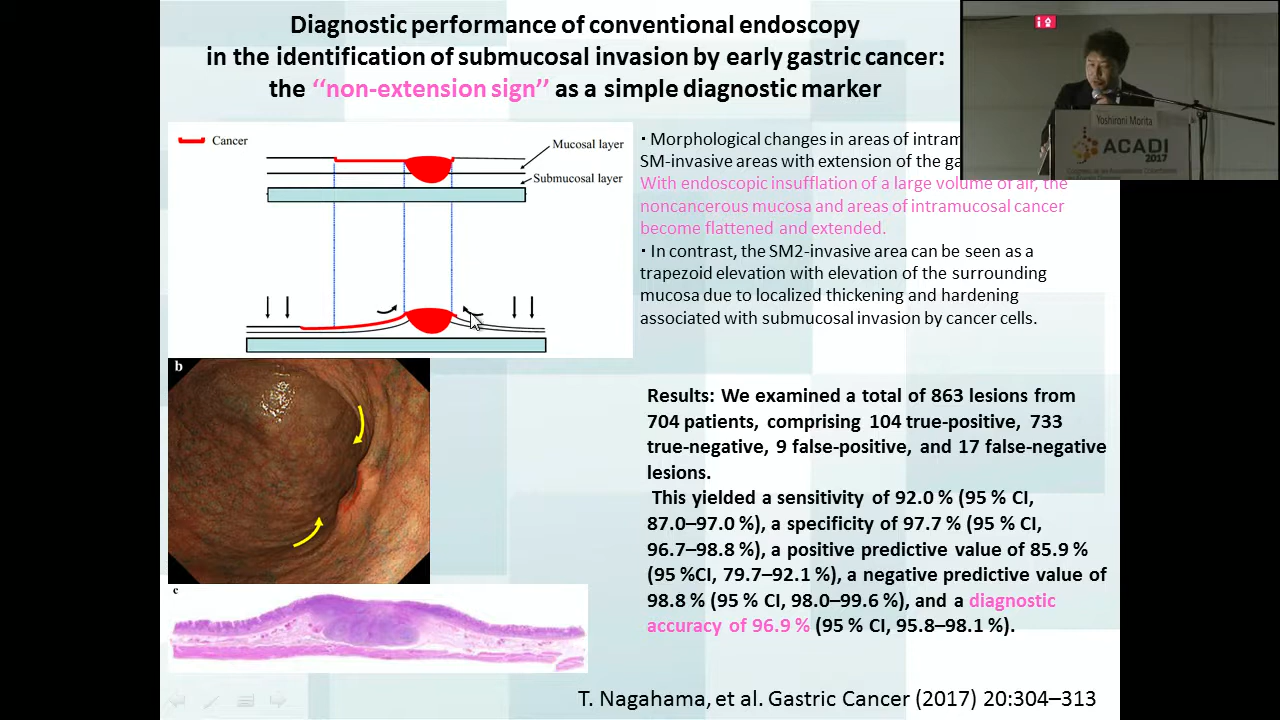 Diagnostic performance of conventional endoscopy
in the identification of submucosal invasion by early gastric cancer:
the ‘‘non-extension sign’’ as a simple diagnostic marker
Cancer
Mucosal layer
Submucosal layer
・Morphological changes in areas of intram
SM-invasive areas with extension of the ga
With endoscopic insufflation of a large volume of air, the
noncancerous mucosa and areas of intramucosal cancer
become flattened and extended.
・In contrast, the SM2-invasive area can be seen as a
trapezoid elevation with elevation of the surrounding
mucosa due to localized thickening and hardening
associated with submucosal invasion by cancer cells.
Yoshironi Morita
ACADI
2017
b
c
Results: We examined a total of 863 lesions from
704 patients, comprising 104 true-positive, 733
true-negative, 9 false-positive, and 17 false-negative
lesions.
This yielded a sensitivity of 92.0 % (95 % CI,
87.0–97.0 %), a specificity of 97.7 % (95 % CI,
96.7–98.8 %), a positive predictive value of 85.9 %
(95 %CI, 79.7–92.1 %), a negative predictive value of
98.8 % (95 % CI, 98.0–99.6 %), and a diagnostic
accuracy of 96.9 % (95 % CI, 95.8–98.1 %).
T. Nagahama, et al. Gastric Cancer (2017) 20:304–313